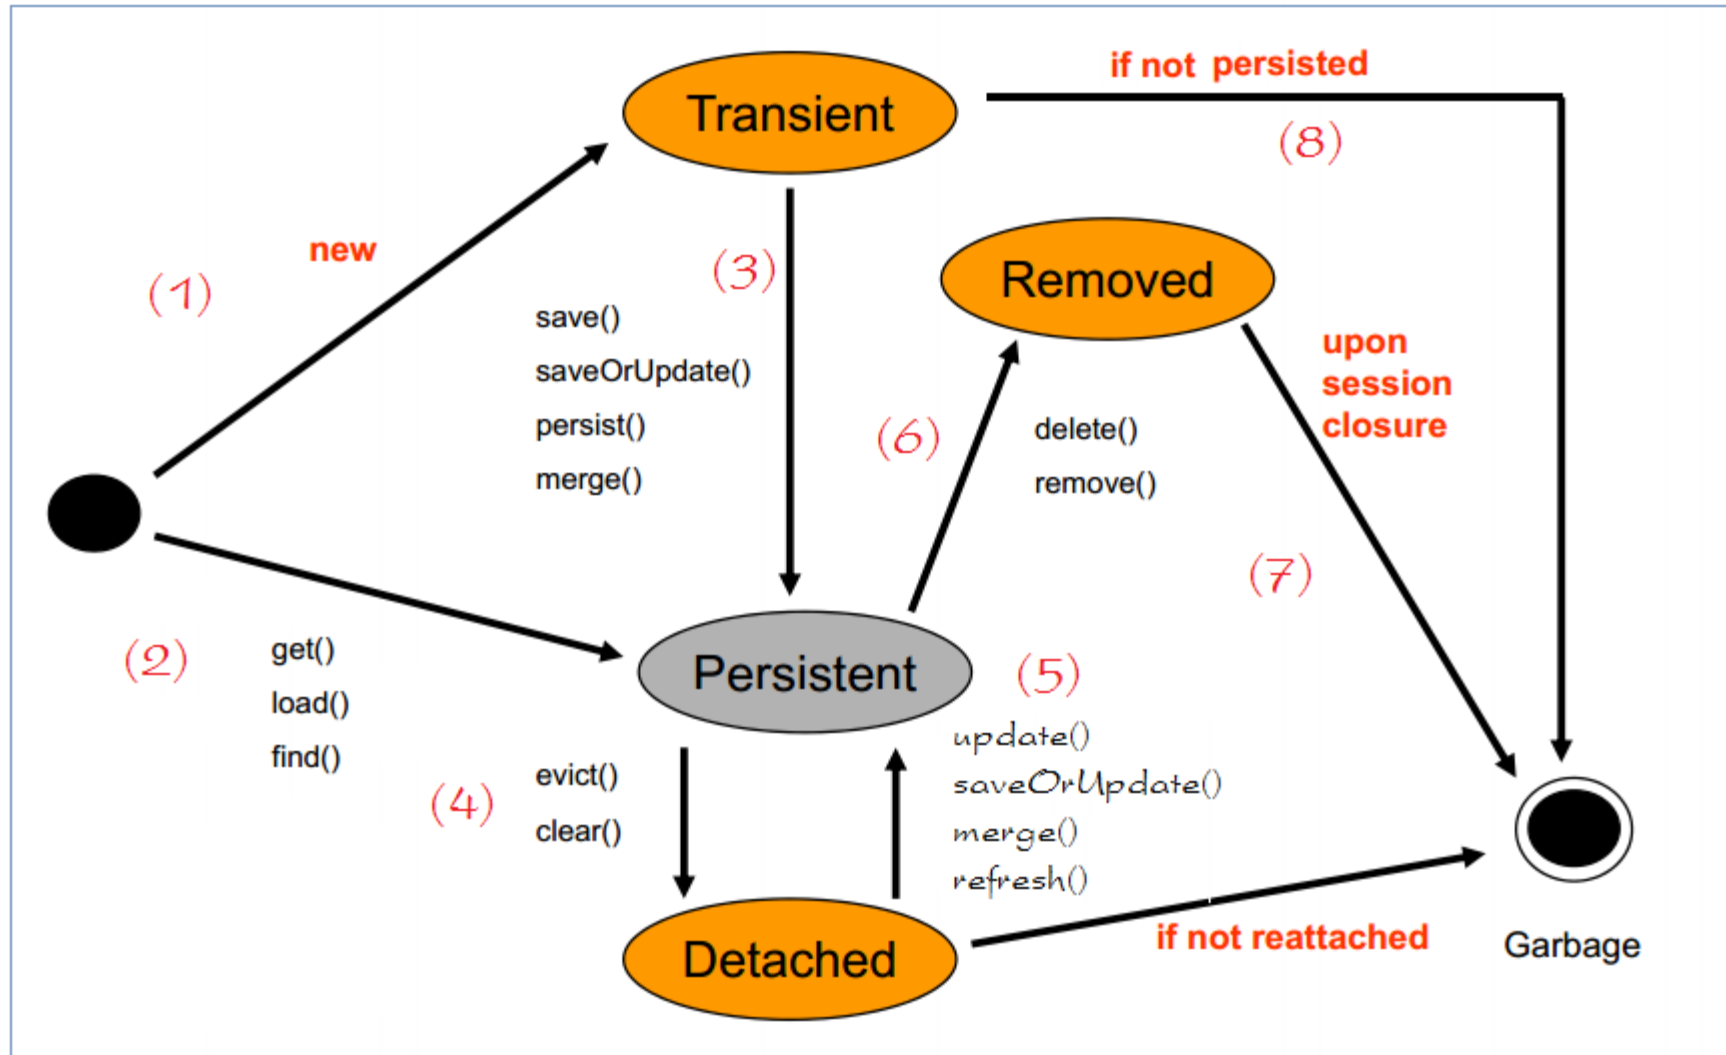 if not persisted
Transient
(8)
new
(1)
(3)
Removed
save()
saveOrUpdate()
persist()
merge()
upon
session
closure
(6)
delete()
remove()
(7)
(2)
get()
load()
find()
Persistent
(5)
update()
saveOrUpdate()
merge()
refresh()
(4)
evict()
clear()
Detached
if not reattached
Garbage